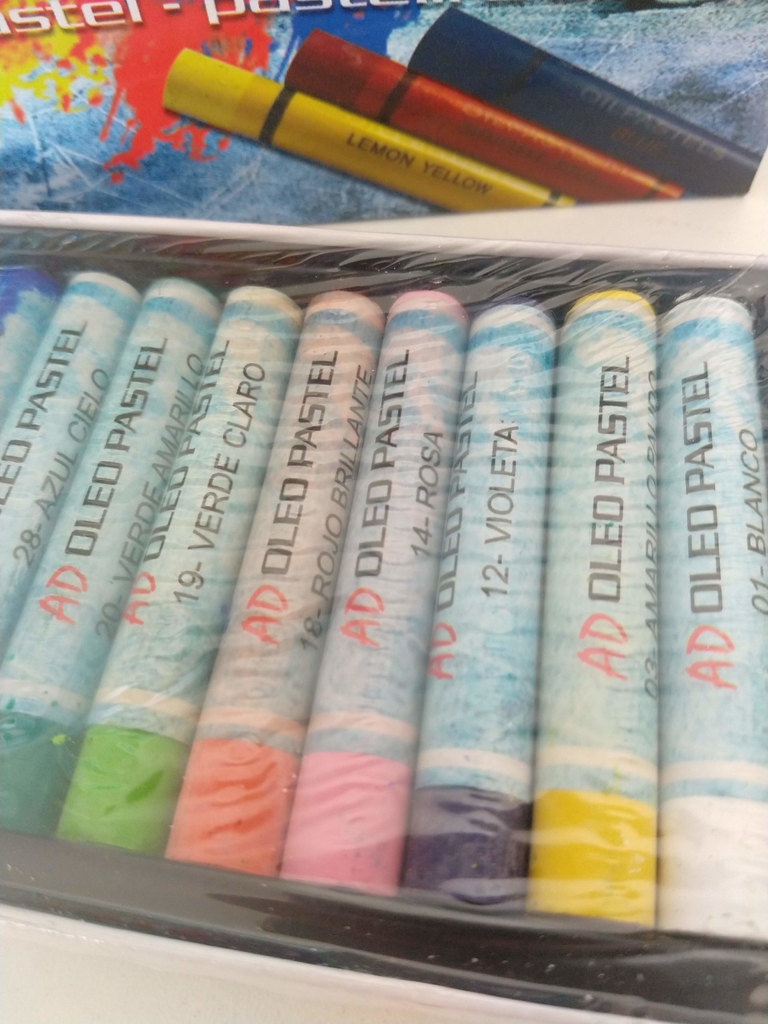 pastel
LEMON YELLOW
OIL PASTELS
BLUE
OLEO PASTEL
28- AZUL CIELO
AD OLEO PASTEL
20- VERDE AMARILLO
AD OLEO PASTEL
19- VERDE CLARO
AD OLEO PASTEL
18- ROJO BRILLANTE
AD OLEO PASTEL
14- ROSA
AD OLEO PASTEL
12- VIOLETA
AD OLEO PASTEL
03- AMARILLO
AD OLEO PASTEL
01- BLANCO